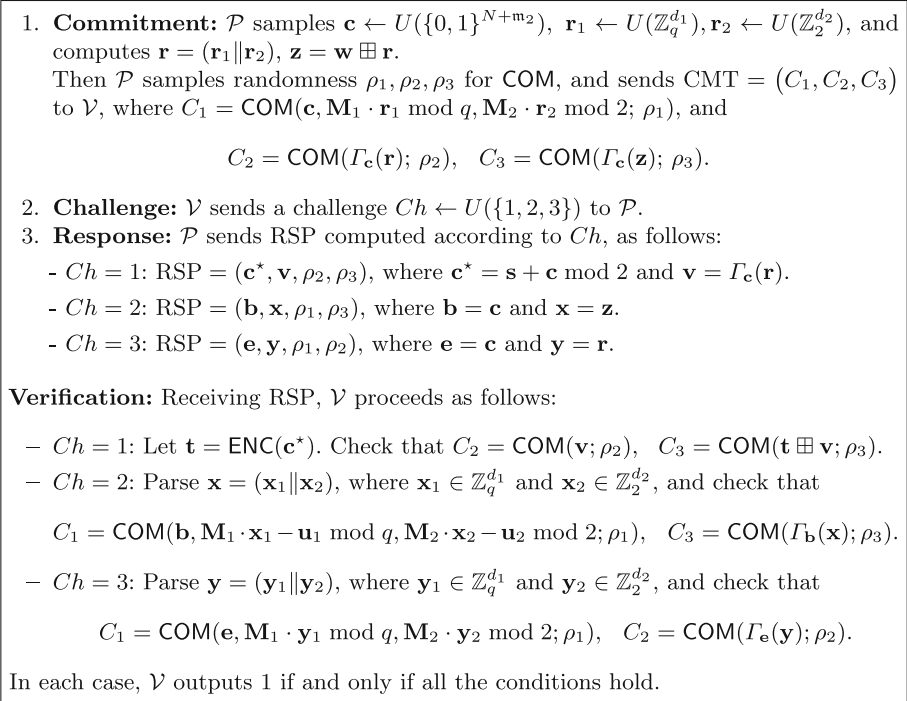 1. Commitment: 𝒫 samples 𝐜 ← U({0, 1}^{N+𝔪₂}), 𝐫₁ ← U(ℤ_q^{d₁}), 𝐫₂ ← U(ℤ_2^{d₂}), and
computes 𝐫 = (𝐫₁‖𝐫₂), 𝐳 = 𝐰 ⊞ 𝐫.
Then 𝒫 samples randomness ρ₁, ρ₂, ρ₃ for COM, and sends CMT = (C₁, C₂, C₃)
to 𝒱, where C₁ = COM(𝐜, 𝐌₁ · 𝐫₁ mod q, 𝐌₂ · 𝐫₂ mod 2; ρ₁), and
C₂ = COM(Γ_𝐜(𝐫); ρ₂), C₃ = COM(Γ_𝐜(𝐳); ρ₃).
2. Challenge: 𝒱 sends a challenge Ch ← U({1, 2, 3}) to 𝒫.
3. Response: 𝒫 sends RSP computed according to Ch, as follows:
- Ch = 1: RSP = (𝐜⋆, 𝐯, ρ₂, ρ₃), where 𝐜⋆ = 𝐬 + 𝐜 mod 2 and 𝐯 = Γ_𝐜(𝐫).
- Ch = 2: RSP = (𝐛, 𝐱, ρ₁, ρ₃), where 𝐛 = 𝐜 and 𝐱 = 𝐳.
- Ch = 3: RSP = (𝐞, 𝐲, ρ₁, ρ₂), where 𝐞 = 𝐜 and 𝐲 = 𝐫.
Verification: Receiving RSP, 𝒱 proceeds as follows:
– Ch = 1: Let 𝐭 = ENC(𝐜⋆). Check that C₂ = COM(𝐯; ρ₂), C₃ = COM(𝐭 ⊞ 𝐯; ρ₃).
– Ch = 2: Parse 𝐱 = (𝐱₁‖𝐱₂), where 𝐱₁ ∈ ℤ_q^{d₁} and 𝐱₂ ∈ ℤ_2^{d₂}, and check that
C₁ = COM(𝐛, 𝐌₁ · 𝐱₁ − 𝐮₁ mod q, 𝐌₂ · 𝐱₂ − 𝐮₂ mod 2; ρ₁), C₃ = COM(Γ_𝐛(𝐱); ρ₃).
– Ch = 3: Parse 𝐲 = (𝐲₁‖𝐲₂), where 𝐲₁ ∈ ℤ_q^{d₁} and 𝐲₂ ∈ ℤ_2^{d₂}, and check that
C₁ = COM(𝐞, 𝐌₁ · 𝐲₁ mod q, 𝐌₂ · 𝐲₂ mod 2; ρ₁), C₂ = COM(Γ_𝐞(𝐲); ρ₂).
In each case, 𝒱 outputs 1 if and only if all the conditions hold.